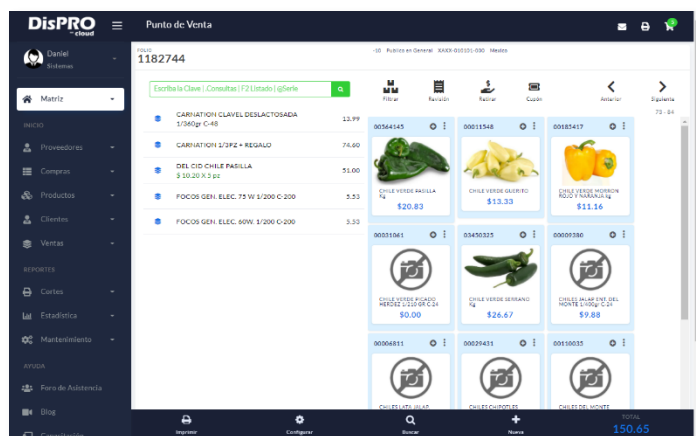 DisPRO
cloud
Punto de Venta
Daniel
Sistemas
Matriz
INICIO
Proveedores
Compras
Productos
Clientes
Ventas
REPORTES
Cortes
Estadística
Mantenimiento
AYUDA
Foro de Asistencia
Blog
Capacitación
FOLIO
1182744
-10 Publico en General XAXX-010101-000 Mexico
Escriba la Clave | .Consultas | F2 Listado | @Serie
CARNATION CLAVEL DESLACTOSADA
1/360gr C-48
13.99
CARNATION 1/3PZ + REGALO
74.60
DEL CID CHILE PASILLA
$ 10.20 X 5 pz
51.00
FOCOS GEN. ELEC. 75 W 1/200 C-200
5.53
FOCOS GEN. ELEC. 60W. 1/200 C-200
5.53
Filtrar
Revisión
Retirar
Cupón
Anterior
Siguiente
73 - 84
00564145
CHILE VERDE PASILLA
Kg
$20.83
00011548
CHILE VERDE GUERITO
$13.33
00183417
CHILE VERDE MORRON
ROJO Y NARANJA kg
$11.16
00031061
CHILE VERDE PICADO
HERDEZ 1/210 GR C-24
$0.00
03450325
CHILE VERDE SERRANO
Kg
$26.67
00009380
CHILES JALAP ENT. DEL
MONTE 1/400gr C-24
$9.88
00006811
CHILES LATA JALAP.
00029431
CHILES CHIPOTLES
00110035
CHILES DEL MONTE
Imprimir
Configurar
Buscar
Nueva
TOTAL
150.65